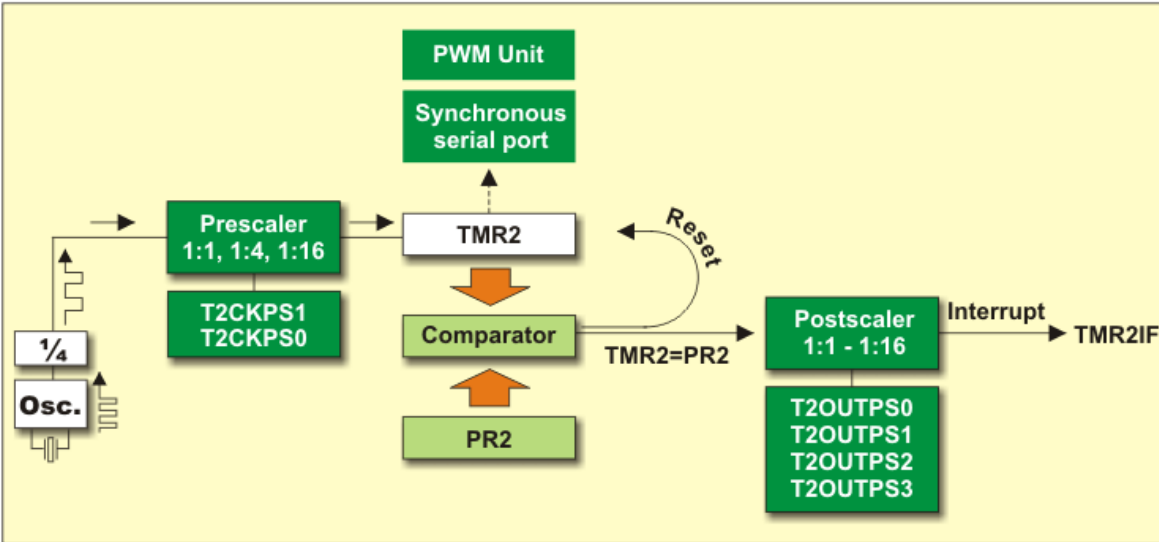 PWM Unit
Synchronous
serial port
Prescaler
1:1, 1:4, 1:16
TMR2
Reset
T2CKPS1
T2CKPS0
Comparator
TMR2=PR2
Postscaler
1:1 - 1:16
Interrupt
TMR2IF
¼
Osc.
PR2
T2OUTPS0
T2OUTPS1
T2OUTPS2
T2OUTPS3